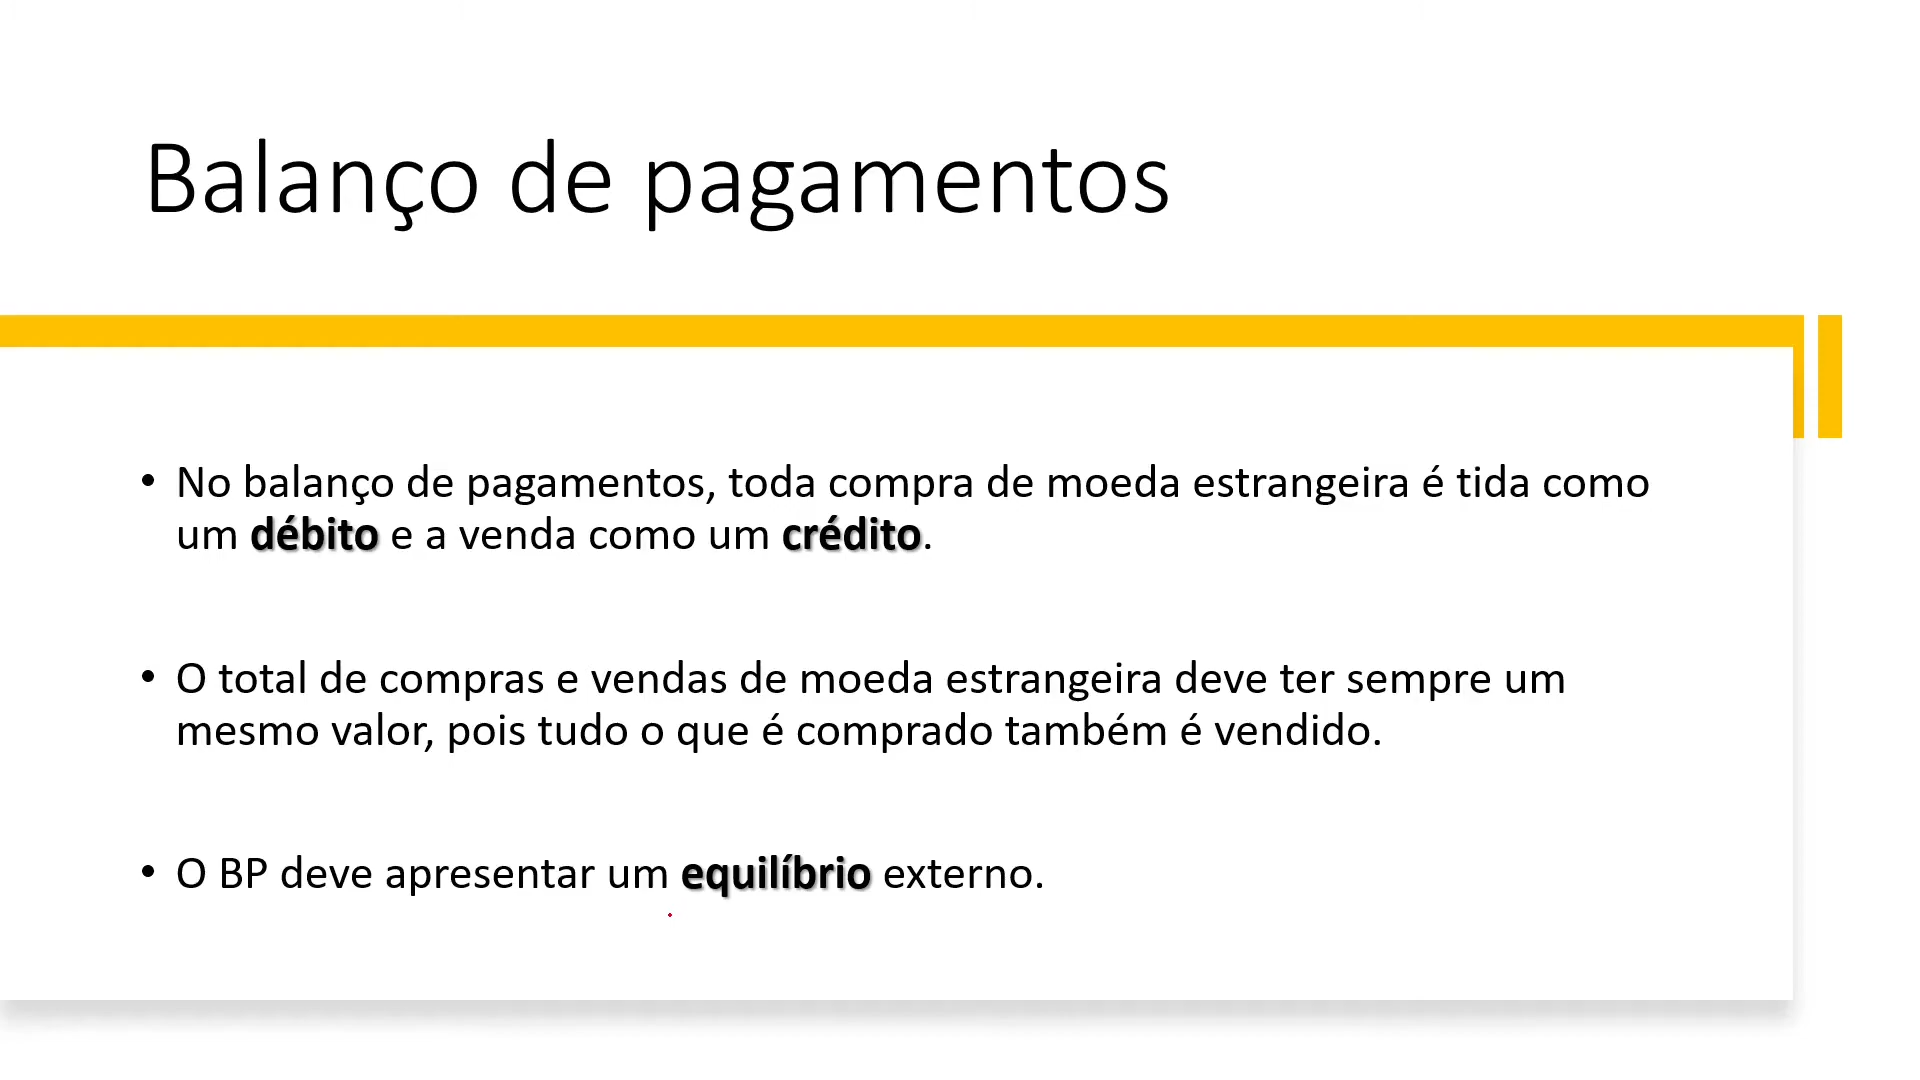 Balanço de pagamentos
• No balanço de pagamentos, toda compra de moeda estrangeira é tida como
um débito e a venda como um crédito.
• O total de compras e vendas de moeda estrangeira deve ter sempre um
mesmo valor, pois tudo o que é comprado também é vendido.
• O BP deve apresentar um equilíbrio externo.